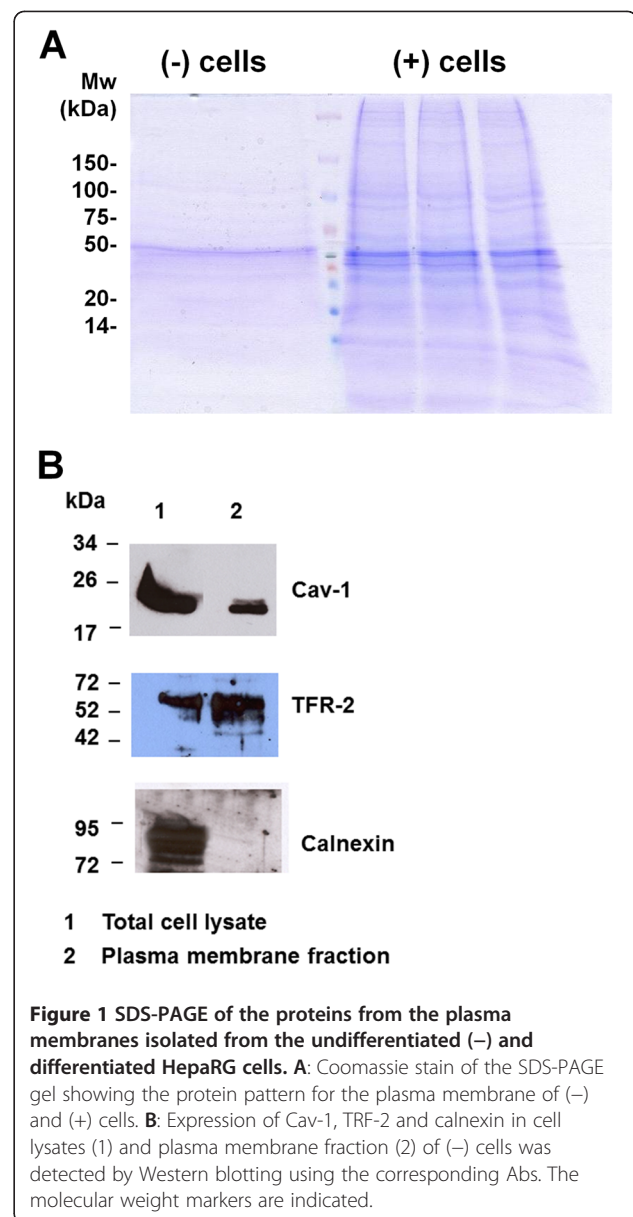 A
(-) cells
(+) cells
Mw
(kDa)
150-
100-
75-
50-
20-
14-
B
kDa
1
2
34 –
26 –
17 –
Cav-1
72 –
52 –
42 –
TFR-2
95 –
72 –
Calnexin
1 Total cell lysate
2 Plasma membrane fraction
Figure 1 SDS-PAGE of the proteins from the plasma
membranes isolated from the undifferentiated (−) and
differentiated HepaRG cells. A: Coomassie stain of the SDS-PAGE
gel showing the protein pattern for the plasma membrane of (−)
and (+) cells. B: Expression of Cav-1, TRF-2 and calnexin in cell
lysates (1) and plasma membrane fraction (2) of (−) cells was
detected by Western blotting using the corresponding Abs. The
molecular weight markers are indicated.